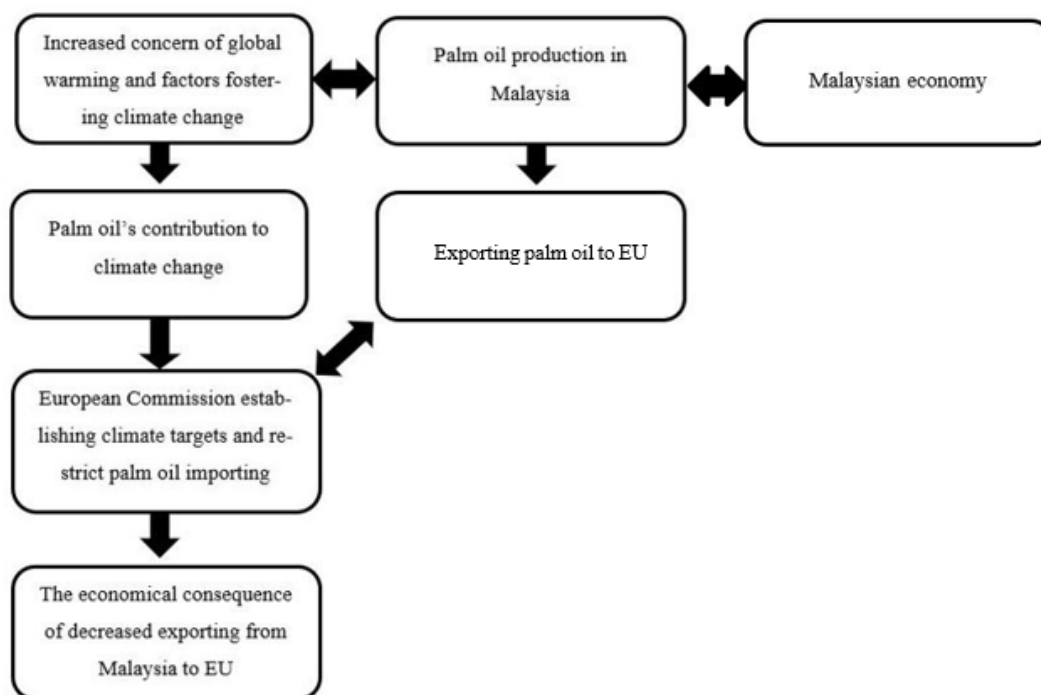 Increased concern of global
warming and factors foster-
ing climate change
Palm oil production in
Malaysia
Malaysian economy
Palm oil’s contribution to
climate change
Exporting palm oil to EU
European Commission estab-
lishing climate targets and re-
strict palm oil importing
The economical consequence
of decreased exporting from
Malaysia to EU